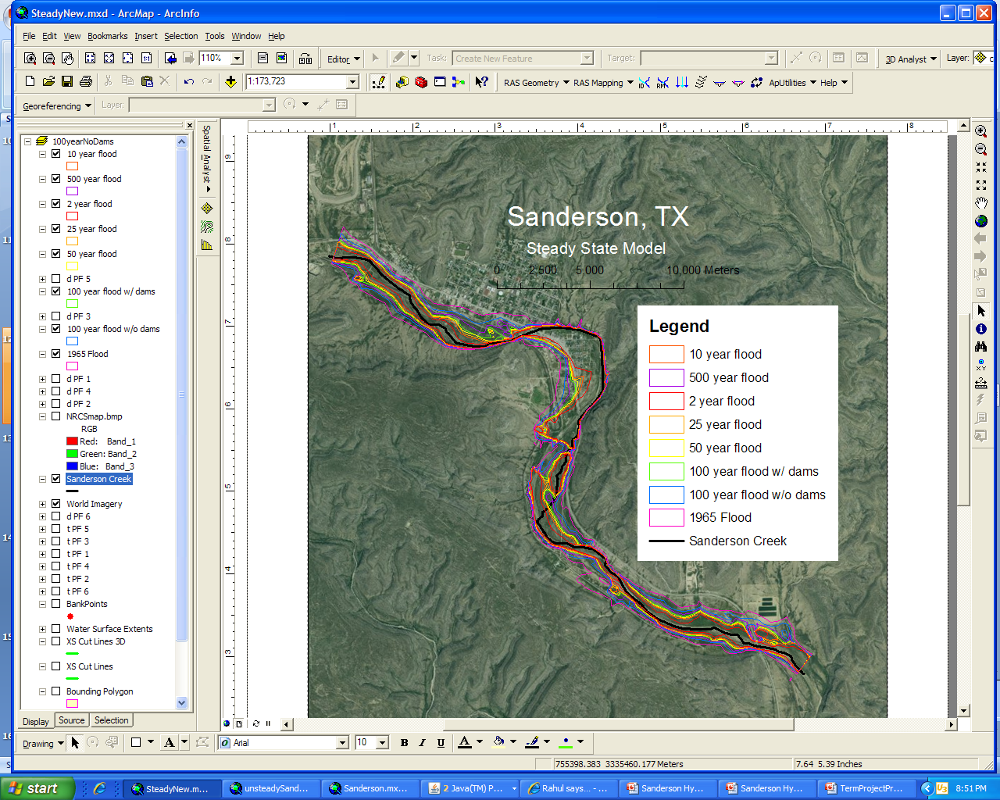 SteadyNew.mxd - ArcMap - ArcInfo
File Edit View Bookmarks Insert Selection Tools Window Help
110% Editor Task: Create New Feature Target: 3D Analyst Layer:
1:173,723 RAS Geometry RAS Mapping ID RM ApUtilities Help
Georeferencing Layer:
100yearNoDams
10 year flood
500 year flood
2 year flood
25 year flood
50 year flood
d PF 5
100 year flood w/ dams
d PF 3
100 year flood w/o dams
1965 Flood
d PF 1
d PF 4
d PF 2
NRCSmap.bmp
RGB
Red: Band_1
Green: Band_2
Blue: Band_3
Sanderson Creek
World Imagery
d PF 6
t PF 5
t PF 3
t PF 1
t PF 4
t PF 2
t PF 6
BankPoints
Water Surface Extents
XS Cut Lines 3D
XS Cut Lines
Bounding Polygon
Display Source Selection
Spatial Analyst
1 2 3 4 5 6 7 8
9
8
7
6
5
4
3
Sanderson, TX
Steady State Model
0 2,500 5,000 10,000 Meters
Legend
10 year flood
500 year flood
2 year flood
25 year flood
50 year flood
100 year flood w/ dams
100 year flood w/o dams
1965 Flood
Sanderson Creek
XY
Drawing A Arial 10 B I U A
755398.383 3335460.177 Meters 7.64 5.39 Inches
start SteadyNew.m... unsteadySand... Sanderson.mx... 2 Java(TM) P... Rahul says... - ... Sanderson Hy... Sanderson Hy... TermProjectPr... 8:51 PM